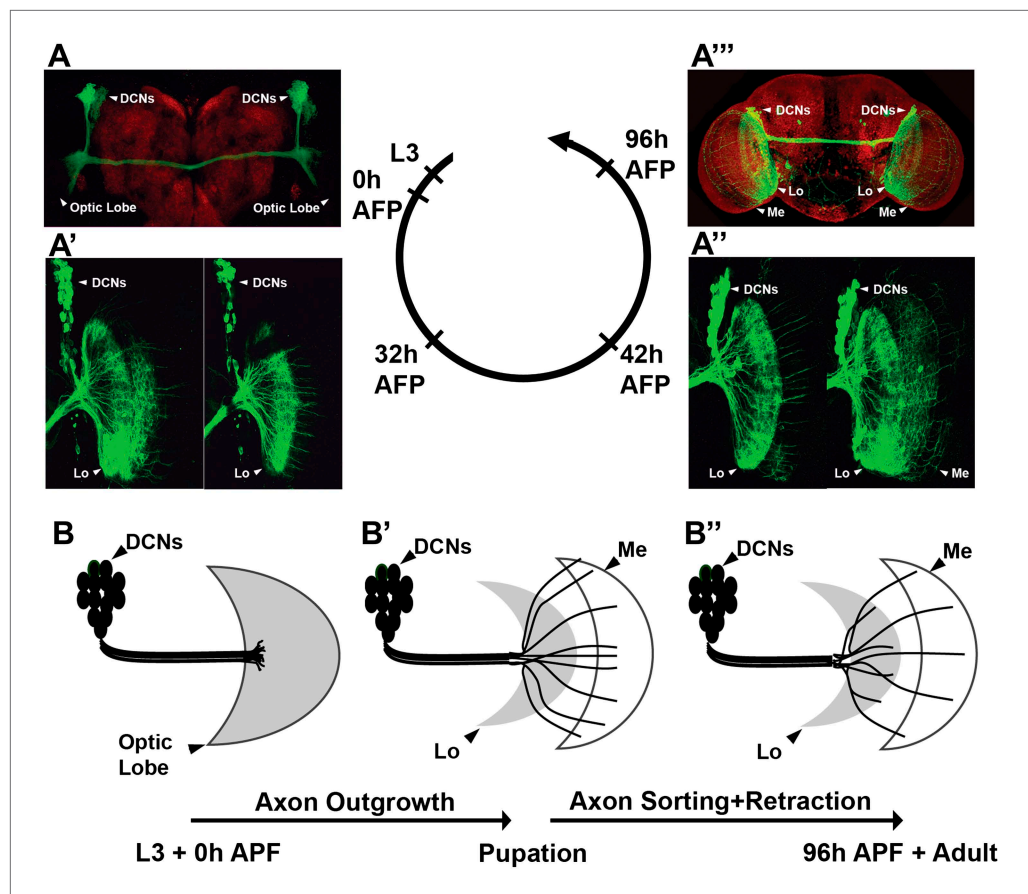 A
DCNs
DCNs
Optic Lobe
Optic Lobe
A'
DCNs
DCNs
Lo
L3
0h
AFP
32h
AFP
42h
AFP
96h
AFP
A'''
DCNs
DCNs
Lo
Lo
Me
Me
A''
DCNs
DCNs
Lo
Lo
Me
B
DCNs
Optic
Lobe
B'
DCNs
Me
Lo
B''
DCNs
Me
Lo
Axon Outgrowth
Axon Sorting+Retraction
L3 + 0h APF
Pupation
96h APF + Adult